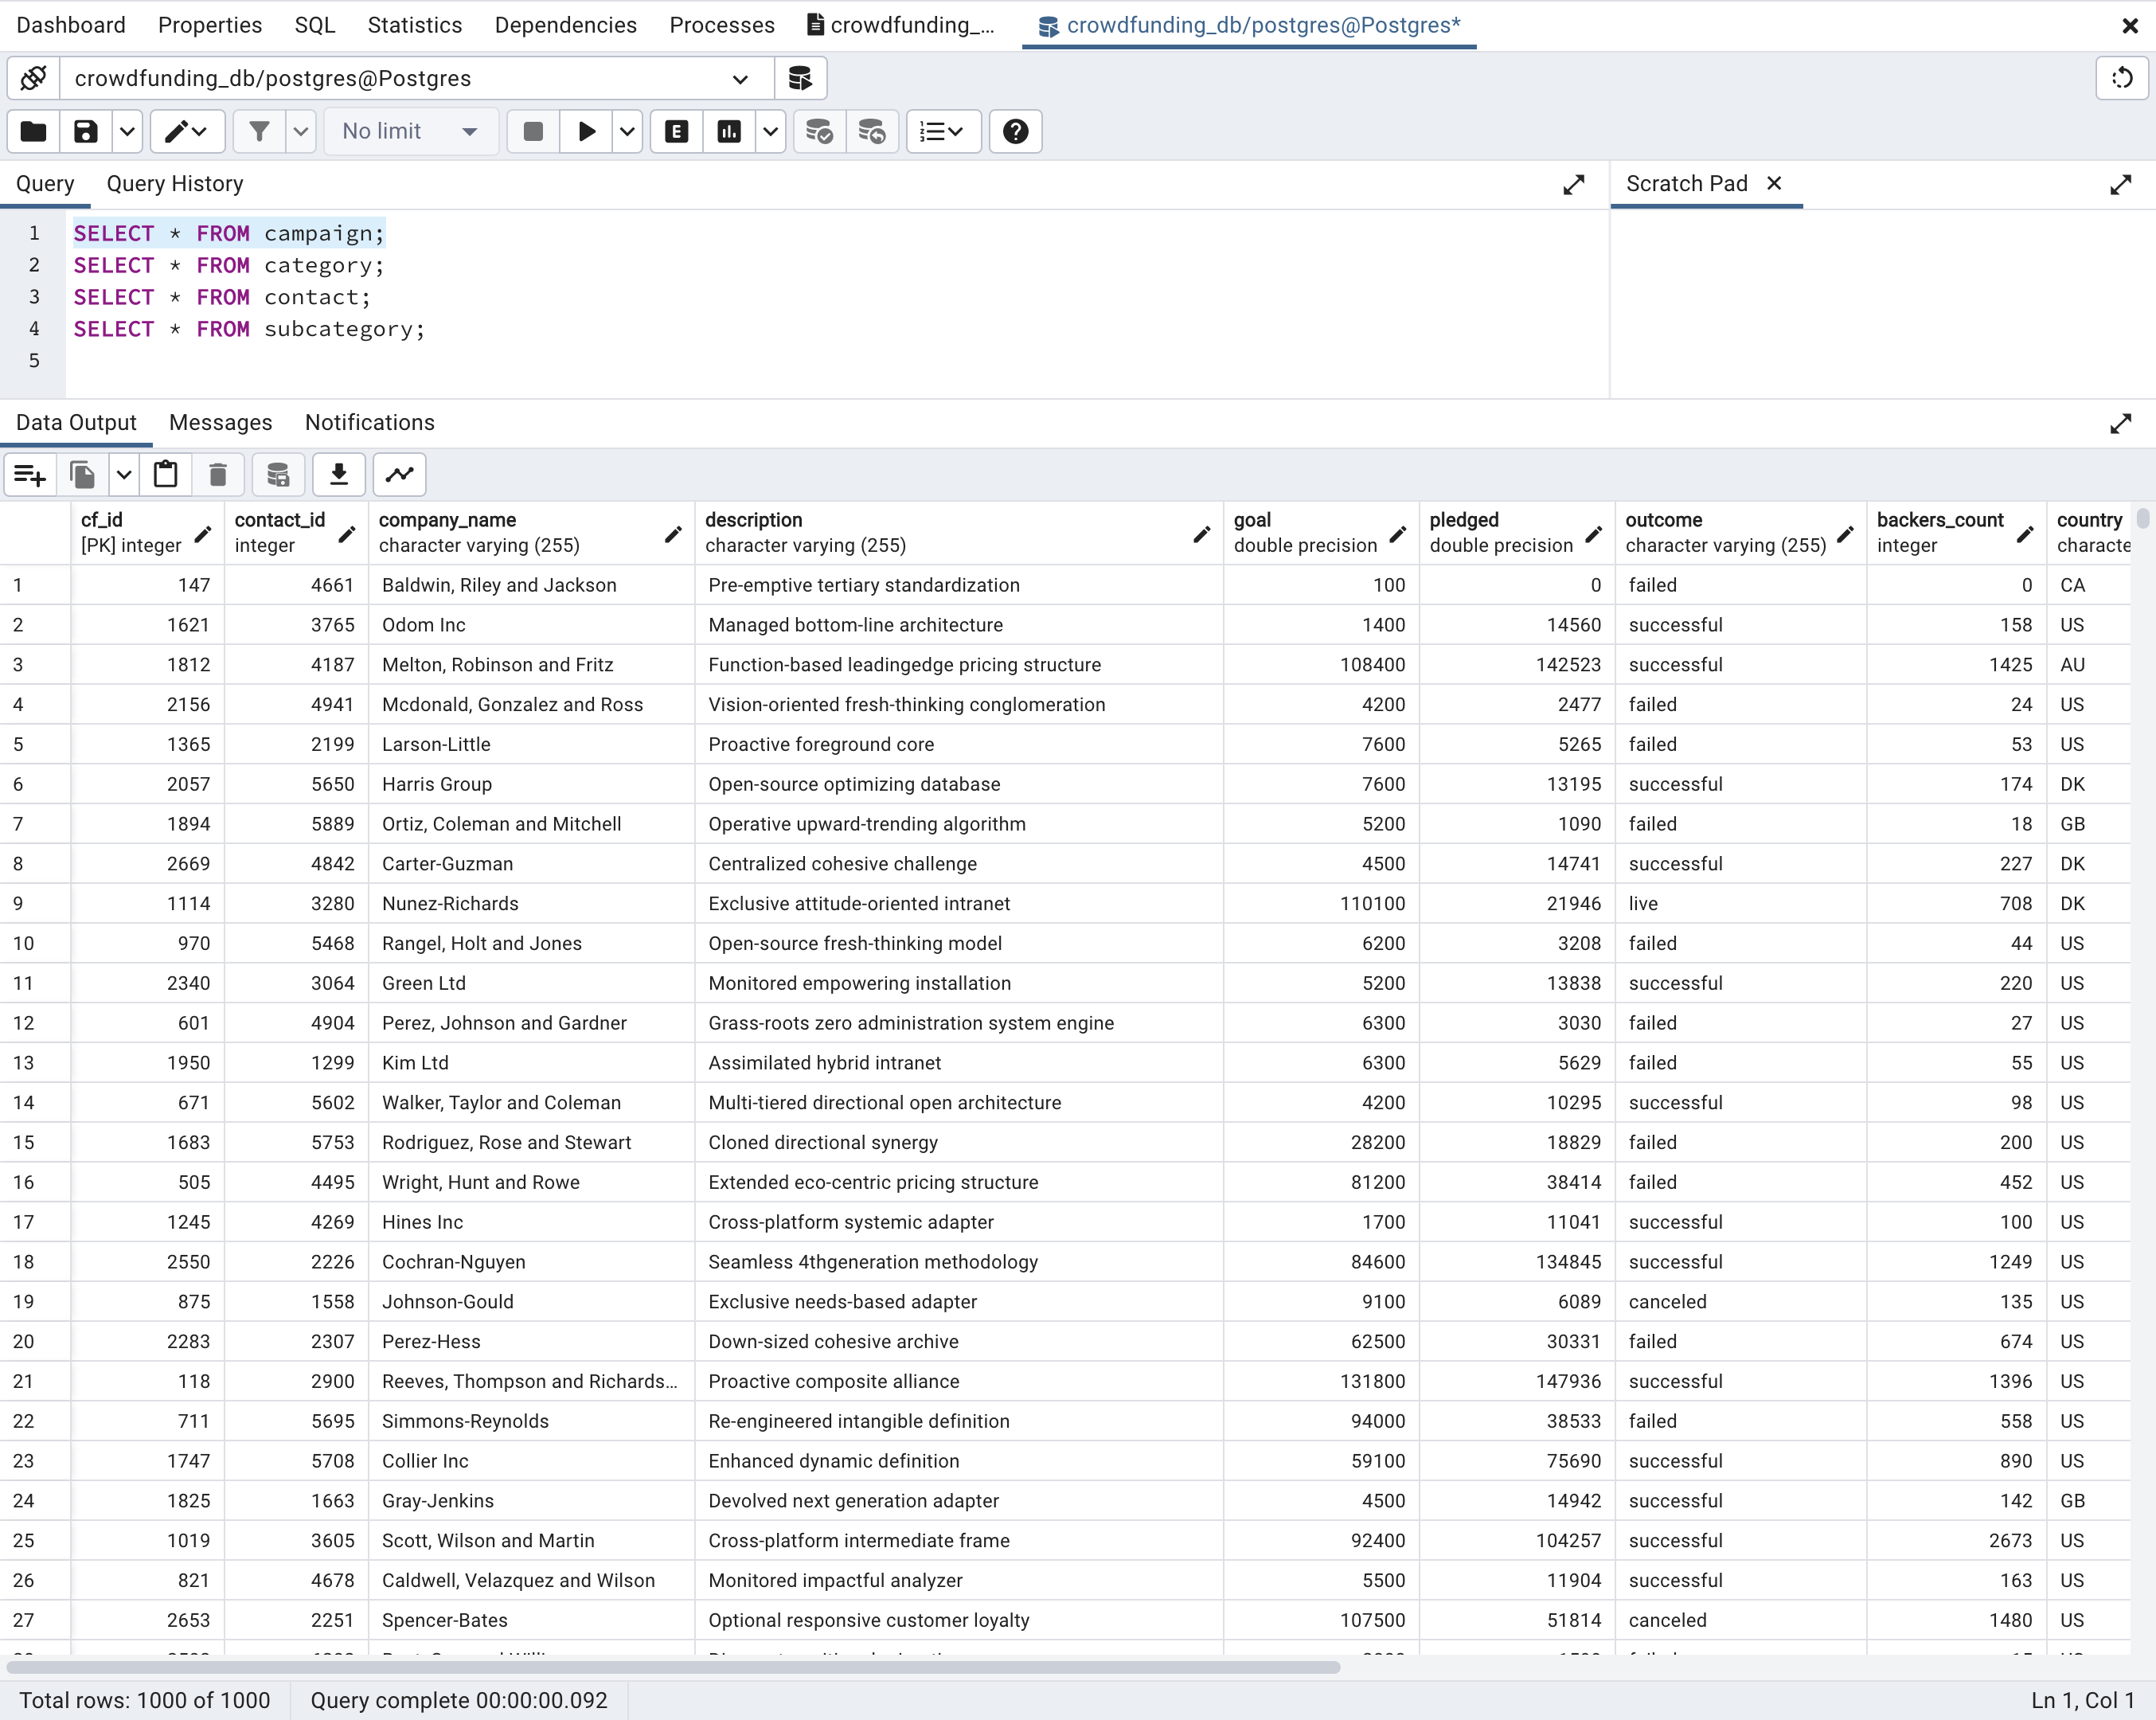 Dashboard Properties SQL Statistics Dependencies Processes crowdfunding_... crowdfunding_db/postgres@Postgres*
crowdfunding_db/postgres@Postgres
No limit E
Query Query History Scratch Pad
1 SELECT * FROM campaign;
2 SELECT * FROM category;
3 SELECT * FROM contact;
4 SELECT * FROM subcategory;
5
Data Output Messages Notifications
cf_id contact_id company_name description goal pledged outcome backers_count country
[PK] integer integer character varying (255) character varying (255) double precision double precision character varying (255) integer characte
1 147 4661 Baldwin, Riley and Jackson Pre-emptive tertiary standardization 100 0 failed 0 CA
2 1621 3765 Odom Inc Managed bottom-line architecture 1400 14560 successful 158 US
3 1812 4187 Melton, Robinson and Fritz Function-based leadingedge pricing structure 108400 142523 successful 1425 AU
4 2156 4941 Mcdonald, Gonzalez and Ross Vision-oriented fresh-thinking conglomeration 4200 2477 failed 24 US
5 1365 2199 Larson-Little Proactive foreground core 7600 5265 failed 53 US
6 2057 5650 Harris Group Open-source optimizing database 7600 13195 successful 174 DK
7 1894 5889 Ortiz, Coleman and Mitchell Operative upward-trending algorithm 5200 1090 failed 18 GB
8 2669 4842 Carter-Guzman Centralized cohesive challenge 4500 14741 successful 227 DK
9 1114 3280 Nunez-Richards Exclusive attitude-oriented intranet 110100 21946 live 708 DK
10 970 5468 Rangel, Holt and Jones Open-source fresh-thinking model 6200 3208 failed 44 US
11 2340 3064 Green Ltd Monitored empowering installation 5200 13838 successful 220 US
12 601 4904 Perez, Johnson and Gardner Grass-roots zero administration system engine 6300 3030 failed 27 US
13 1950 1299 Kim Ltd Assimilated hybrid intranet 6300 5629 failed 55 US
14 671 5602 Walker, Taylor and Coleman Multi-tiered directional open architecture 4200 10295 successful 98 US
15 1683 5753 Rodriguez, Rose and Stewart Cloned directional synergy 28200 18829 failed 200 US
16 505 4495 Wright, Hunt and Rowe Extended eco-centric pricing structure 81200 38414 failed 452 US
17 1245 4269 Hines Inc Cross-platform systemic adapter 1700 11041 successful 100 US
18 2550 2226 Cochran-Nguyen Seamless 4thgeneration methodology 84600 134845 successful 1249 US
19 875 1558 Johnson-Gould Exclusive needs-based adapter 9100 6089 canceled 135 US
20 2283 2307 Perez-Hess Down-sized cohesive archive 62500 30331 failed 674 US
21 118 2900 Reeves, Thompson and Richards... Proactive composite alliance 131800 147936 successful 1396 US
22 711 5695 Simmons-Reynolds Re-engineered intangible definition 94000 38533 failed 558 US
23 1747 5708 Collier Inc Enhanced dynamic definition 59100 75690 successful 890 US
24 1825 1663 Gray-Jenkins Devolved next generation adapter 4500 14942 successful 142 GB
25 1019 3605 Scott, Wilson and Martin Cross-platform intermediate frame 92400 104257 successful 2673 US
26 821 4678 Caldwell, Velazquez and Wilson Monitored impactful analyzer 5500 11904 successful 163 US
27 2653 2251 Spencer-Bates Optional responsive customer loyalty 107500 51814 canceled 1480 US
Total rows: 1000 of 1000 Query complete 00:00:00.092 Ln 1, Col 1